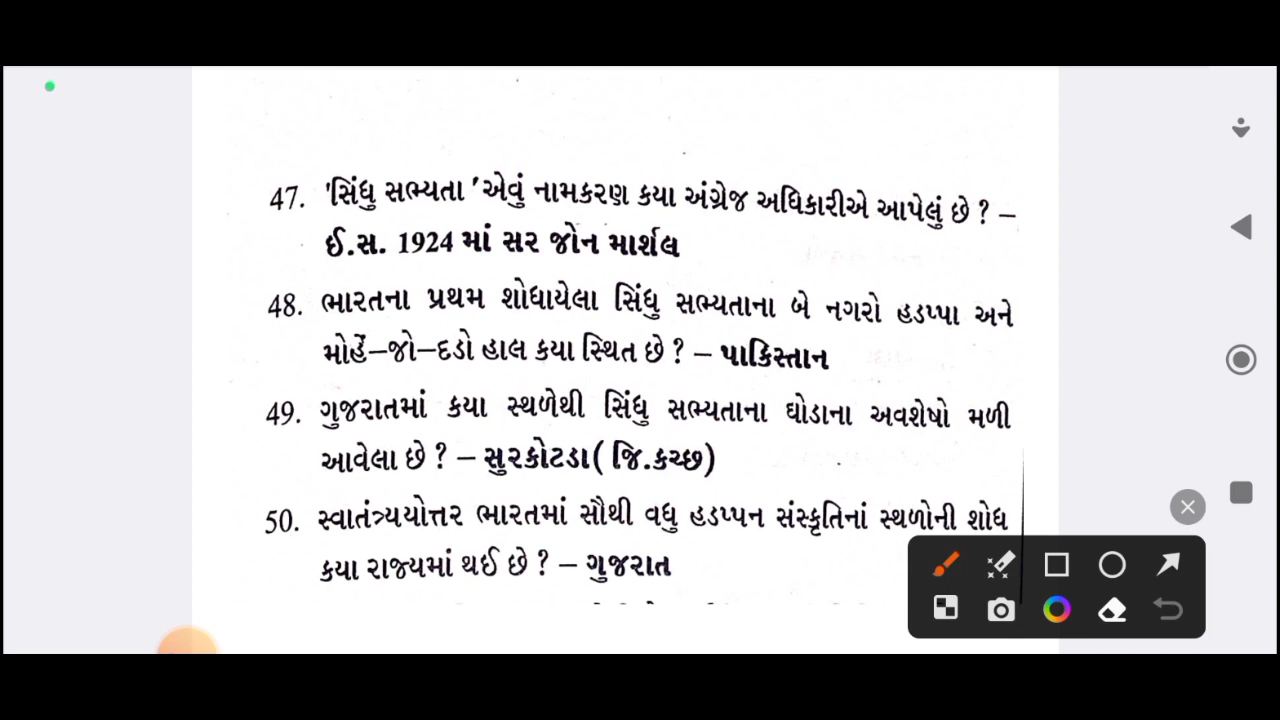 47. 'સિંધુ સભ્યતા ' એવું નામકરણ કયા અંગ્રેજ અધિકારીએ આપેલું છે ? –
ઈ.સ. 1924 માં સર જોન માર્શલ
48. ભારતના પ્રથમ શોધાયેલા સિંધુ સભ્યતાના બે નગરો હડપ્પા અને
મોહેં–જો–દડો હાલ કયા સ્થિત છે ? – પાકિસ્તાન
49. ગુજરાતમાં કયા સ્થળેથી સિંધુ સભ્યતાના ઘોડાના અવશેષો મળી
આવેલા છે ? – સુરકોટડા( જિ.કચ્છ)
50. સ્વાતંત્ર્યયોત્તર ભારતમાં સૌથી વધુ હડપ્પન સંસ્કૃતિનાં સ્થળોની શોધ
કયા રાજ્યમાં થઈ છે ? – ગુજરાત